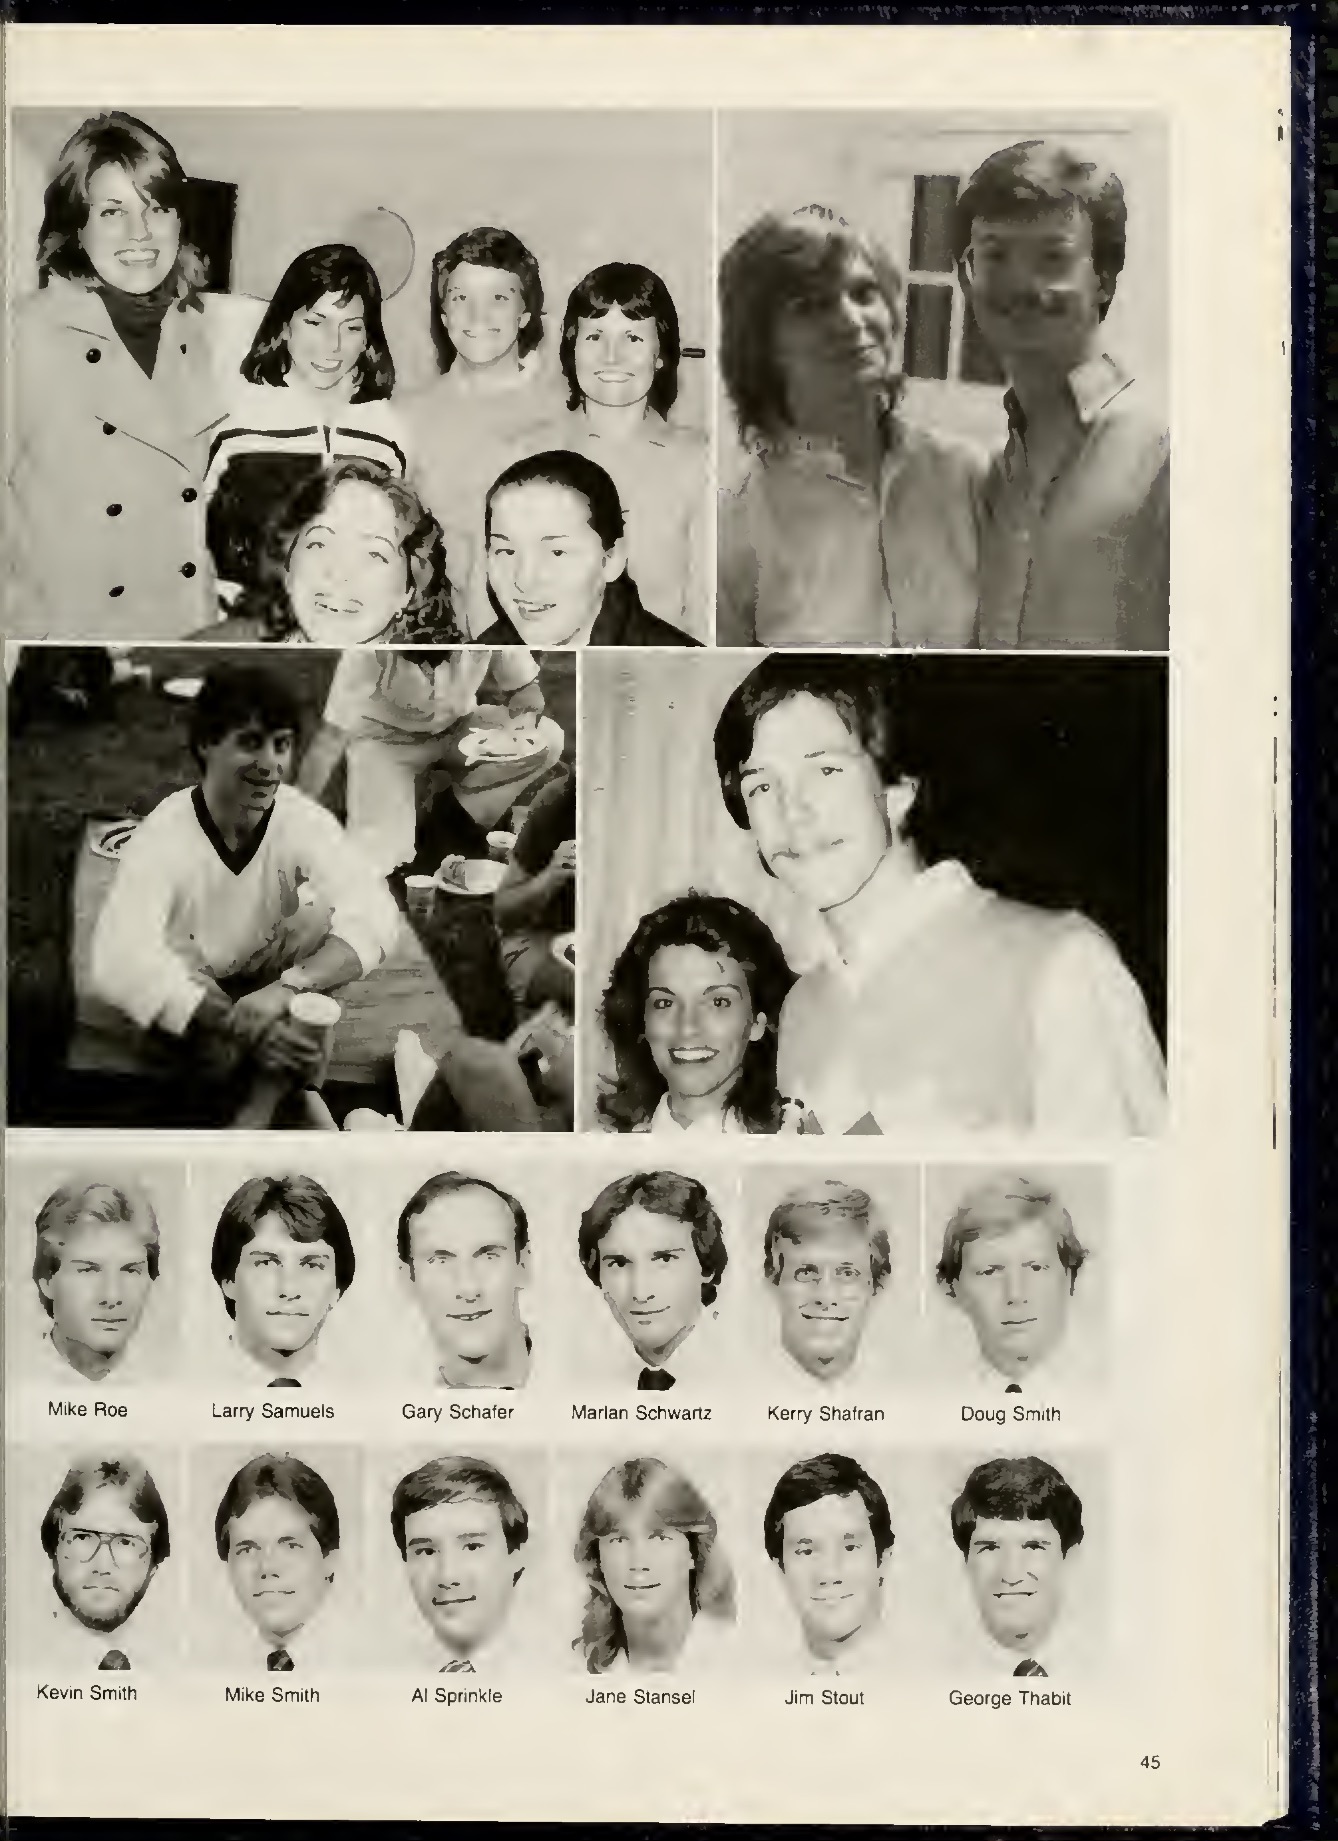 Mike Roe Larry Samuels Gary Schafer Marlan Schwartz Kerry Shafran Doug Smith
Kevin Smith Mike Smith Al Sprinkle Jane Stansel Jim Stout George Thabit
45